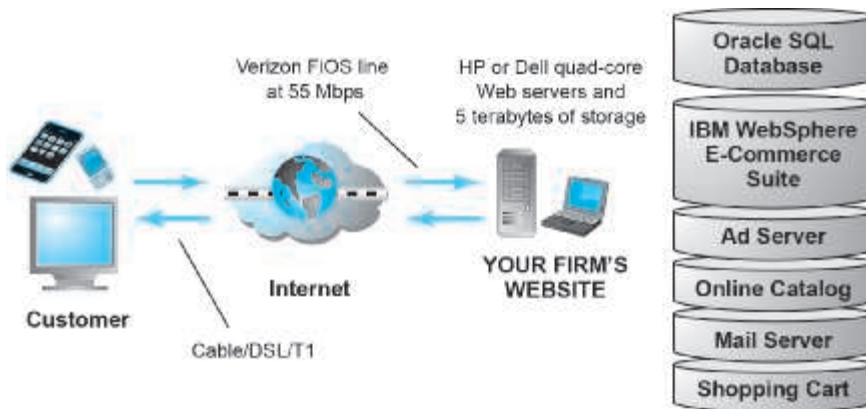 Verizon FiOS line
at 55 Mbps
HP or Dell quad-core
Web servers and
5 terabytes of storage
Customer
Internet
YOUR FIRM'S
WEBSITE
Cable/DSL/T1
Oracle SQL
Database
IBM WebSphere
E-Commerce
Suite
Ad Server
Online Catalog
Mail Server
Shopping Cart